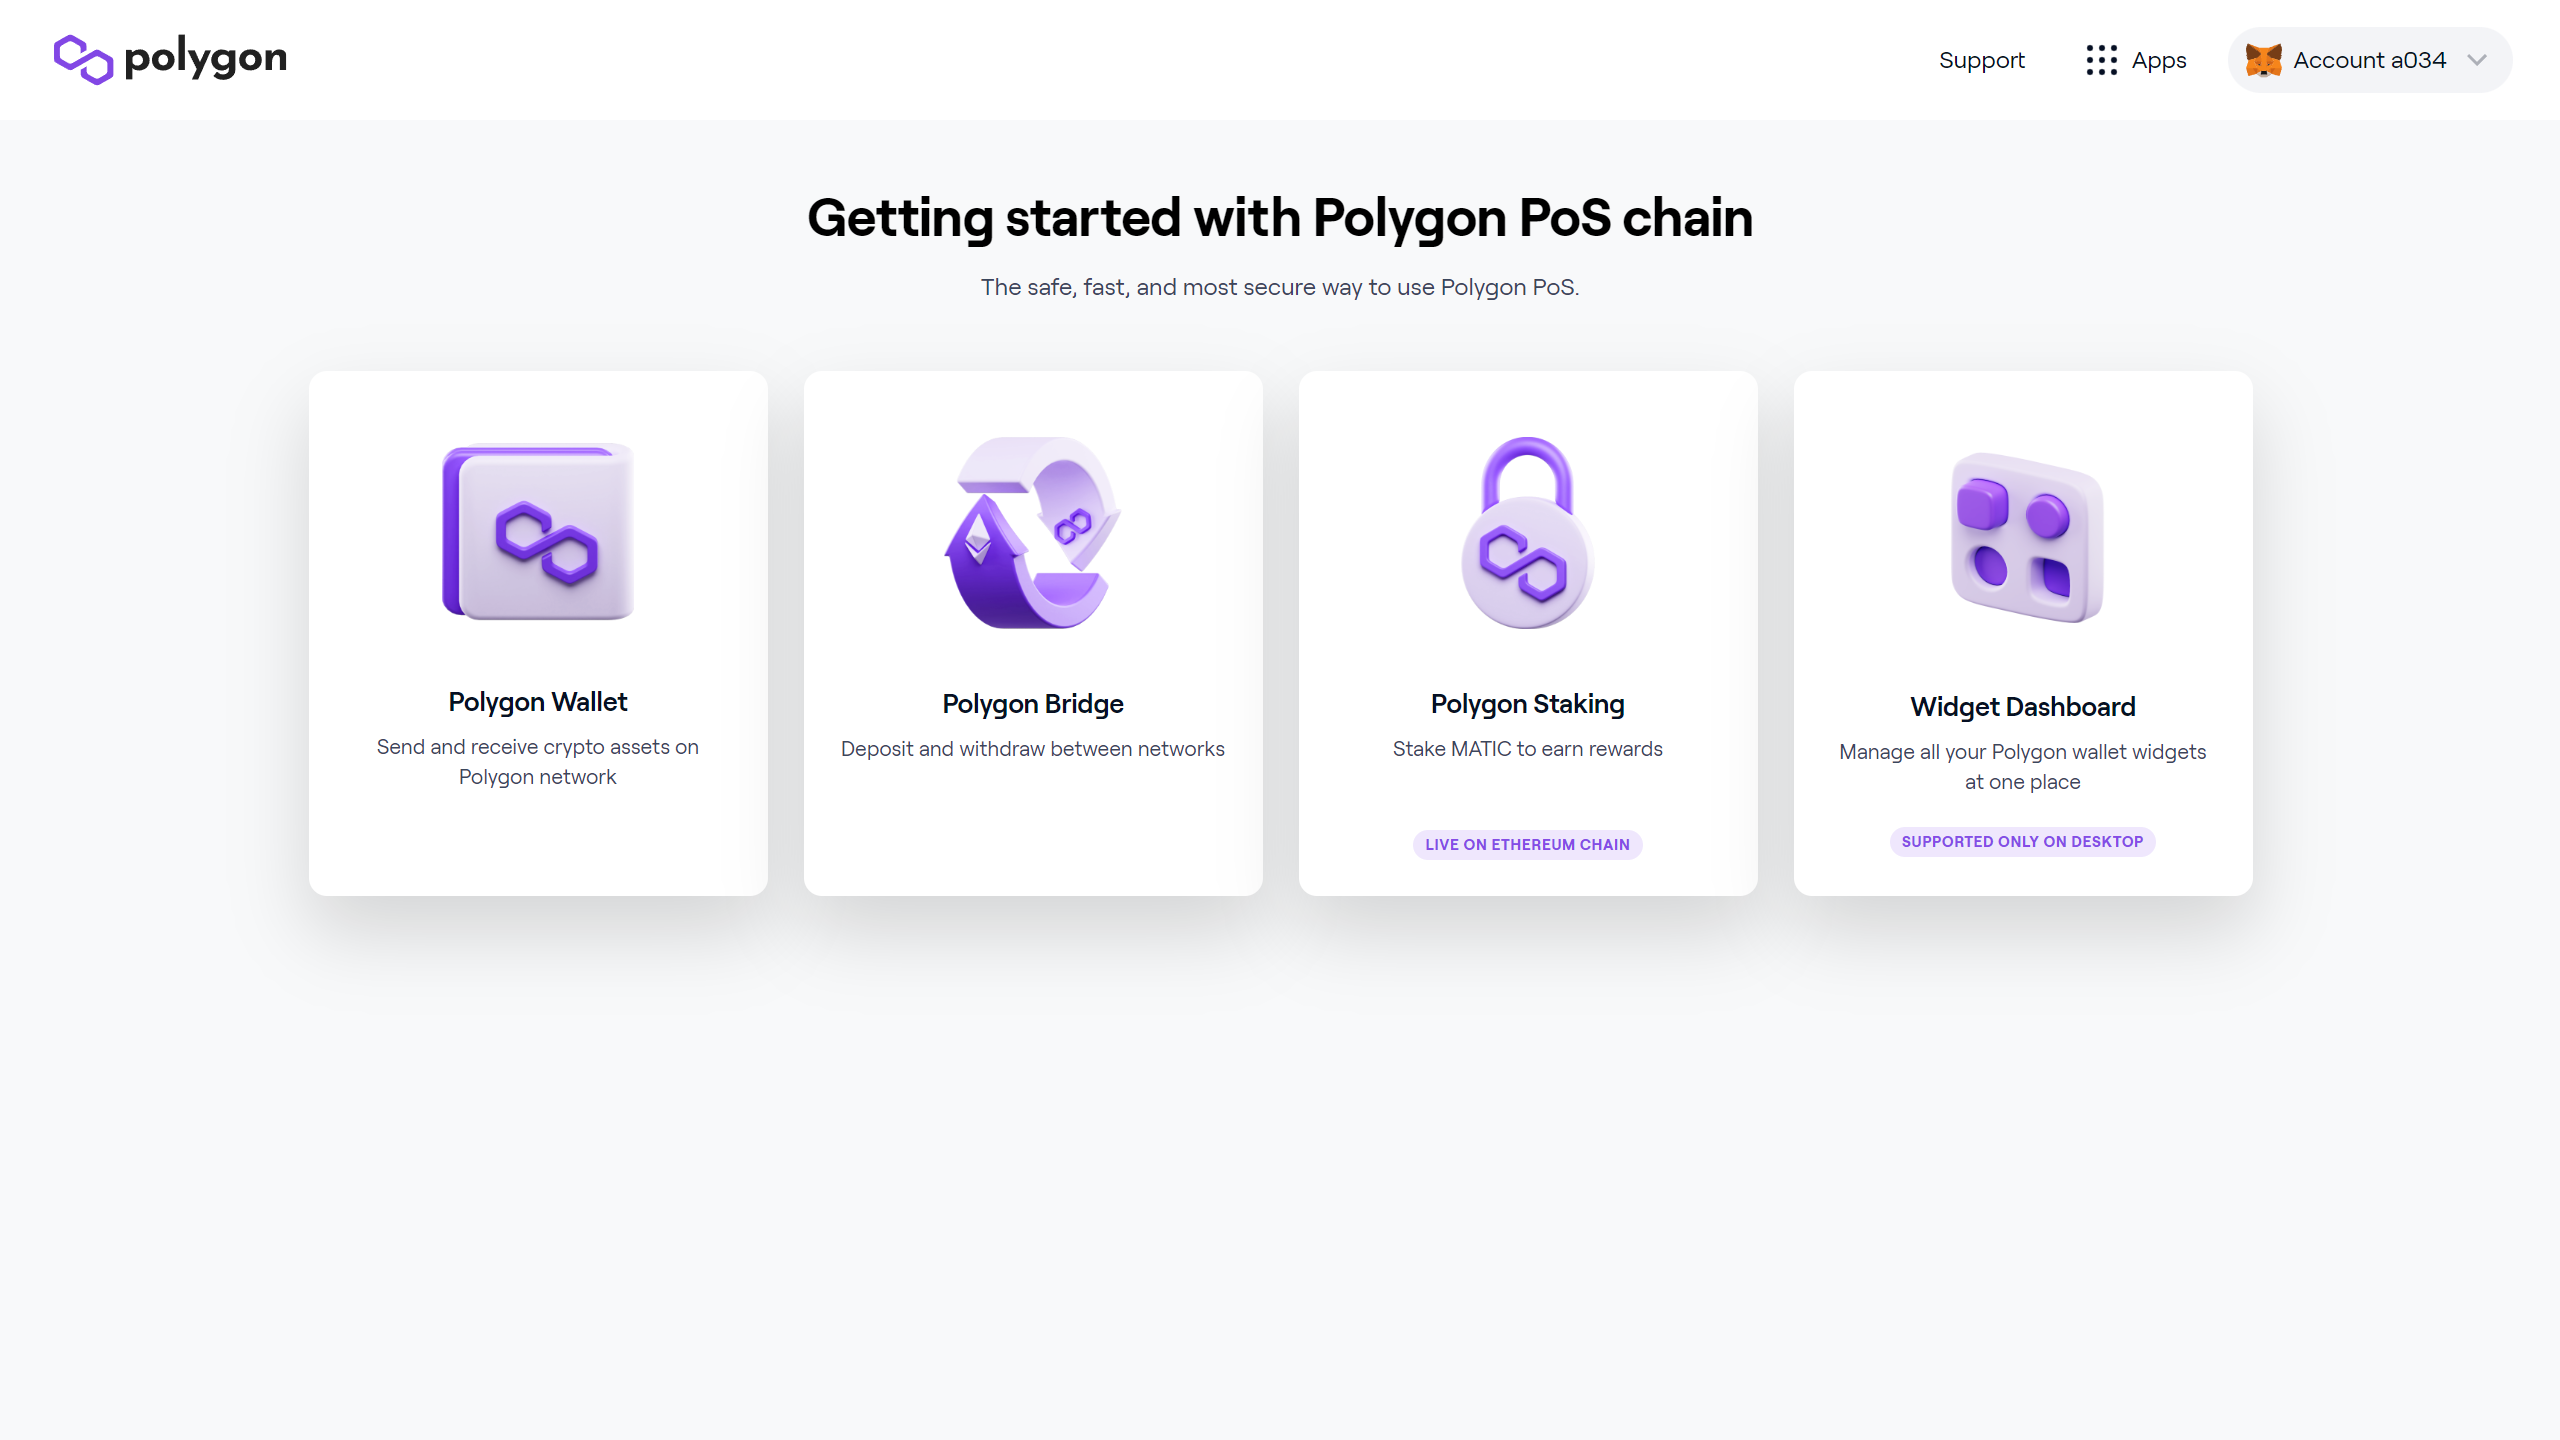 polygon
Support
Apps
Account a034
Getting started with Polygon PoS chain
The safe, fast, and most secure way to use Polygon PoS.
Polygon Wallet
Send and receive crypto assets on
Polygon network
Polygon Bridge
Deposit and withdraw between networks
Polygon Staking
Stake MATIC to earn rewards
LIVE ON ETHEREUM CHAIN
Widget Dashboard
Manage all your Polygon wallet widgets
at one place
SUPPORTED ONLY ON DESKTOP